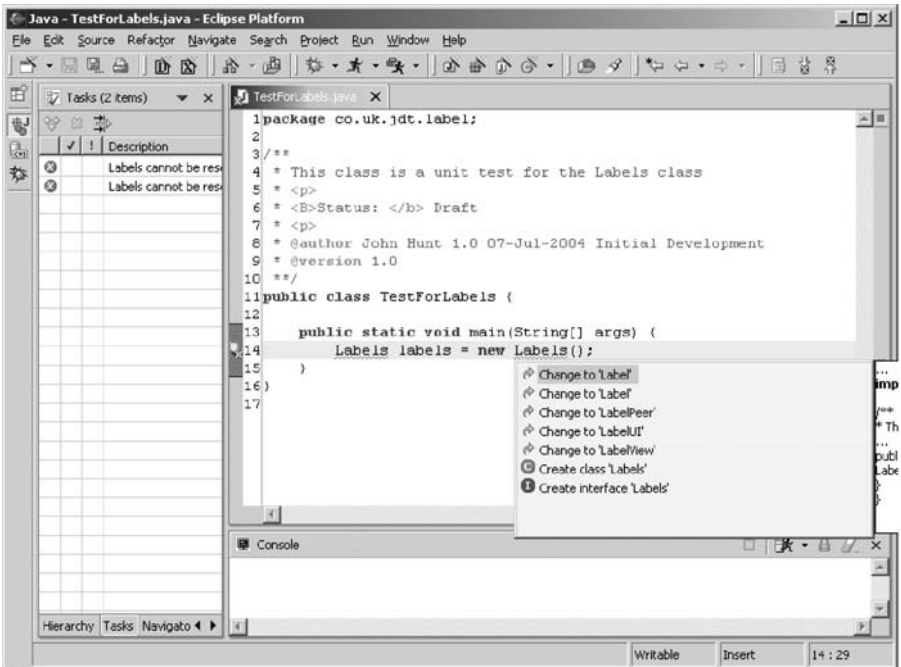 Java - TestForLabels.java - Eclipse Platform
File Edit Source Refactor Navigate Search Project Run Window Help
Tasks (2 items)
! Description
Labels cannot be rese
Labels cannot be rese
Hierarchy Tasks Navigato
TestForLabels.java
1 package co.uk.jdt.label;
2
3 /**
4 * This class is a unit test for the Labels class
5 * <p>
6 * <B>Status: </b> Draft
7 * <p>
8 * @author John Hunt 1.0 07-Jul-2004 Initial Development
9 * @version 1.0
10 **/
11 public class TestForLabels {
12
13 public static void main(String[] args) {
14 Labels labels = new Labels();
15 }
16 }
17
Change to 'Label'
Change to 'Label'
Change to 'LabelPeer'
Change to 'LabelUI'
Change to 'LabelView'
Create class 'Labels'
Create interface 'Labels'
...
imp
/**
* Th
...
publ
Labe
}
}
Console
Writable Insert 14 : 29